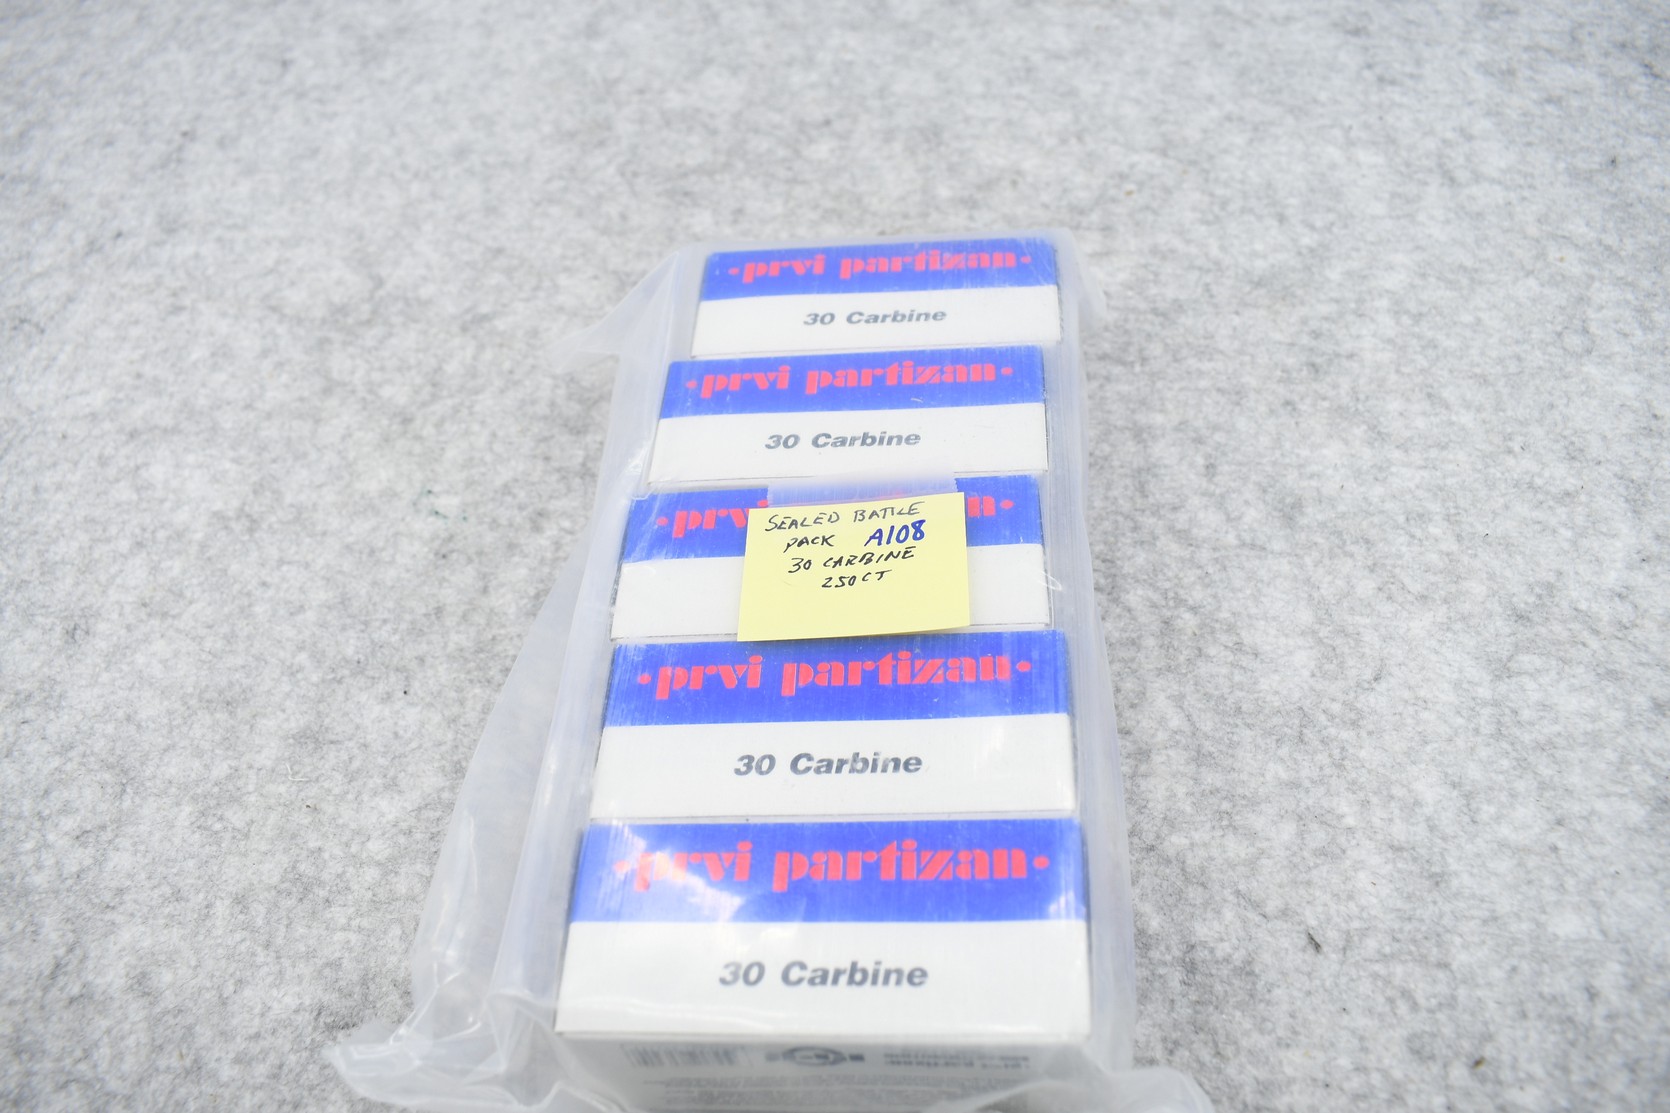 ·prvi partizan·
30 Carbine
·prvi partizan·
30 Carbine
SEALED BATTLE
PACK A108
30 CARBINE
250 CT
·prvi partizan·
30 Carbine
·prvi partizan·
30 Carbine